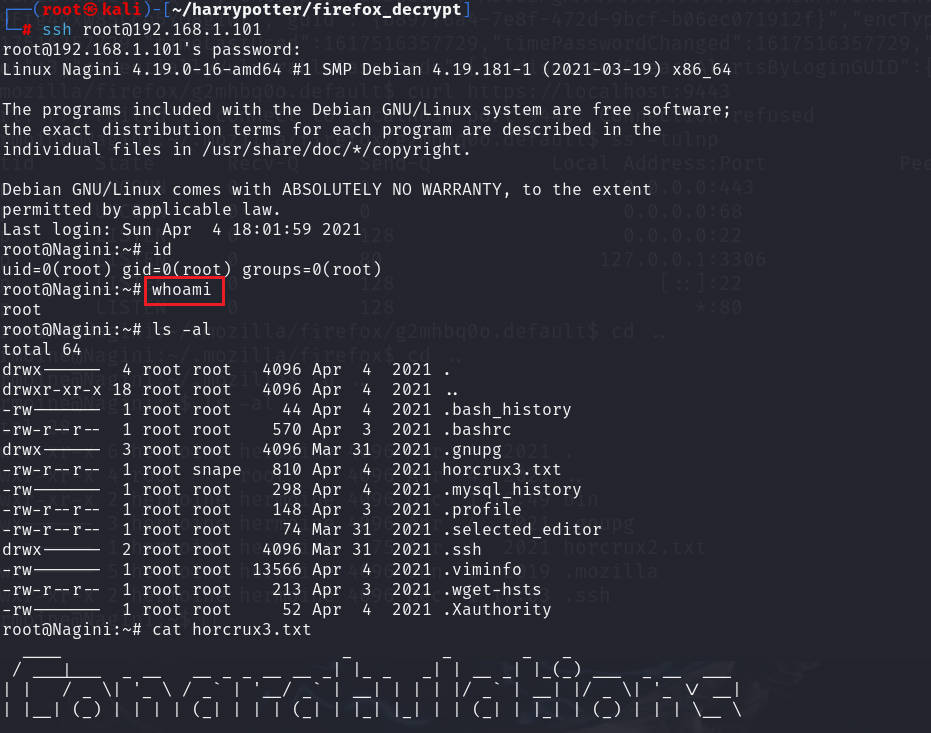 ┌──(root㉿kali)-[~/harrypotter/firefox_decrypt]
└─# ssh root@192.168.1.101
root@192.168.1.101's password:
Linux Nagini 4.19.0-16-amd64 #1 SMP Debian 4.19.181-1 (2021-03-19) x86_64

The programs included with the Debian GNU/Linux system are free software;
the exact distribution terms for each program are described in the
individual files in /usr/share/doc/*/copyright.

Debian GNU/Linux comes with ABSOLUTELY NO WARRANTY, to the extent
permitted by applicable law.
Last login: Sun Apr  4 18:01:59 2021
root@Nagini:~# id
uid=0(root) gid=0(root) groups=0(root)
root@Nagini:~# whoami
root
root@Nagini:~# ls -al
total 64
drwx------  4 root root   4096 Apr  4  2021 .
drwxr-xr-x 18 root root   4096 Apr  4  2021 ..
-rw-------  1 root root     44 Apr  4  2021 .bash_history
-rw-r--r--  1 root root    570 Apr  3  2021 .bashrc
drwx------  3 root root   4096 Mar 31  2021 .gnupg
-rw-r--r--  1 root snape   810 Apr  4  2021 horcrux3.txt
-rw-------  1 root root    298 Apr  4  2021 .mysql_history
-rw-r--r--  1 root root    148 Apr  3  2021 .profile
-rw-r--r--  1 root root     74 Mar 31  2021 .selected_editor
drwx------  2 root root   4096 Mar 31  2021 .ssh
-rw-------  1 root root  13566 Apr  4  2021 .viminfo
-rw-r--r--  1 root root    213 Apr  3  2021 .wget-hsts
-rw-------  1 root root     52 Apr  4  2021 .Xauthority
root@Nagini:~# cat horcrux3.txt
Congratulations